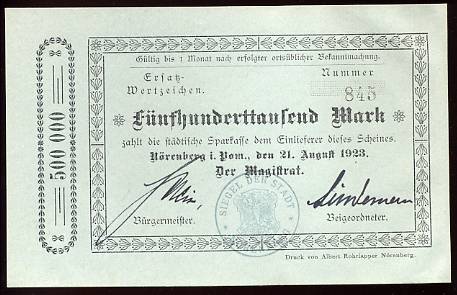 500 000
Gültig bis 1 Monat nach erfolgter ortsüblicher Bekanntmachung.
Ersatz-
Wertzeichen.
Nummer
845
Fünfhunderttausend Mark
zahlt die städtische Sparkasse dem Einlieferer dieses Scheines.
Nörenberg i. Pom., den 21. August 1923.
Der Magistrat.
SIEGEL DER STADT
Bürgermeister.
Beigeordneter.
Druck von Albert Rohrlapper Nörenberg.